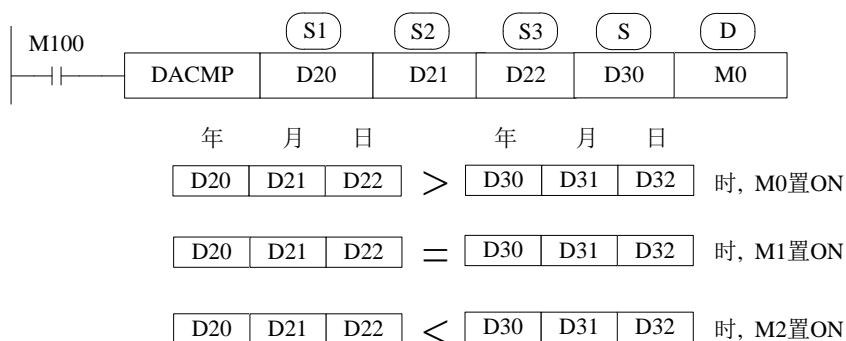 S1 S2 S3 S D
M100
DACMP D20 D21 D22 D30 M0
年 月 日 年 月 日
D20 D21 D22 > D30 D31 D32 时, M0置ON
D20 D21 D22 = D30 D31 D32 时, M1置ON
D20 D21 D22 < D30 D31 D32 时, M2置ON